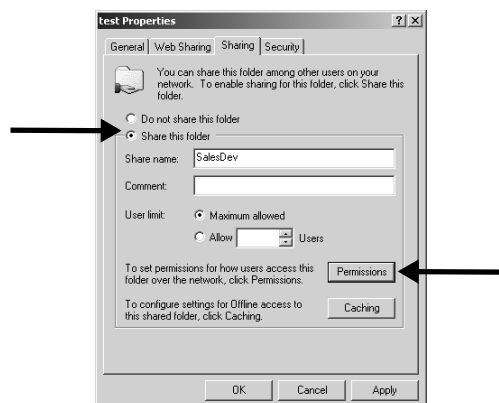 test Properties
General Web Sharing Sharing Security
You can share this folder among other users on your
network. To enable sharing for this folder, click Share this
folder.
Do not share this folder
Share this folder
Share name: SalesDev
Comment:
User limit: Maximum allowed
Allow Users
To set permissions for how users access this
folder over the network, click Permissions.
Permissions
To configure settings for Offline access to
this shared folder, click Caching.
Caching
OK Cancel Apply